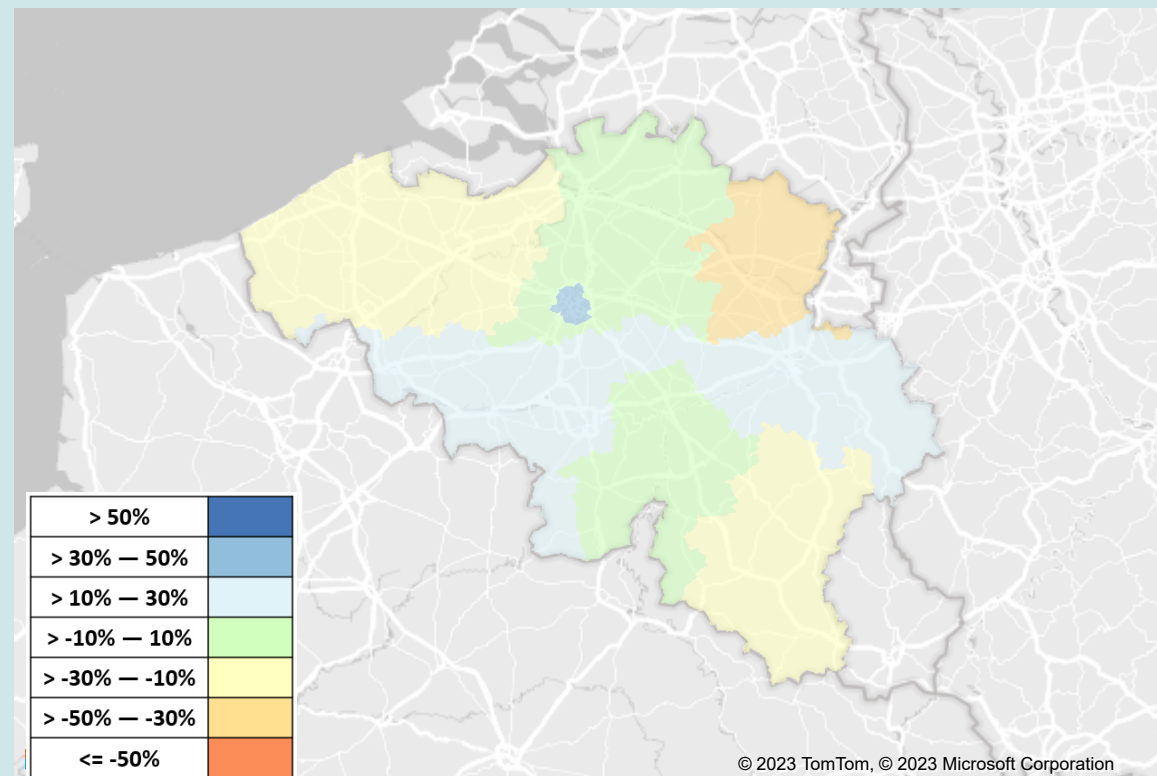 > 50%
> 30% — 50%
> 10% — 30%
> -10% — 10%
> -30% — -10%
> -50% — -30%
<= -50%
© 2023 TomTom, © 2023 Microsoft Corporation